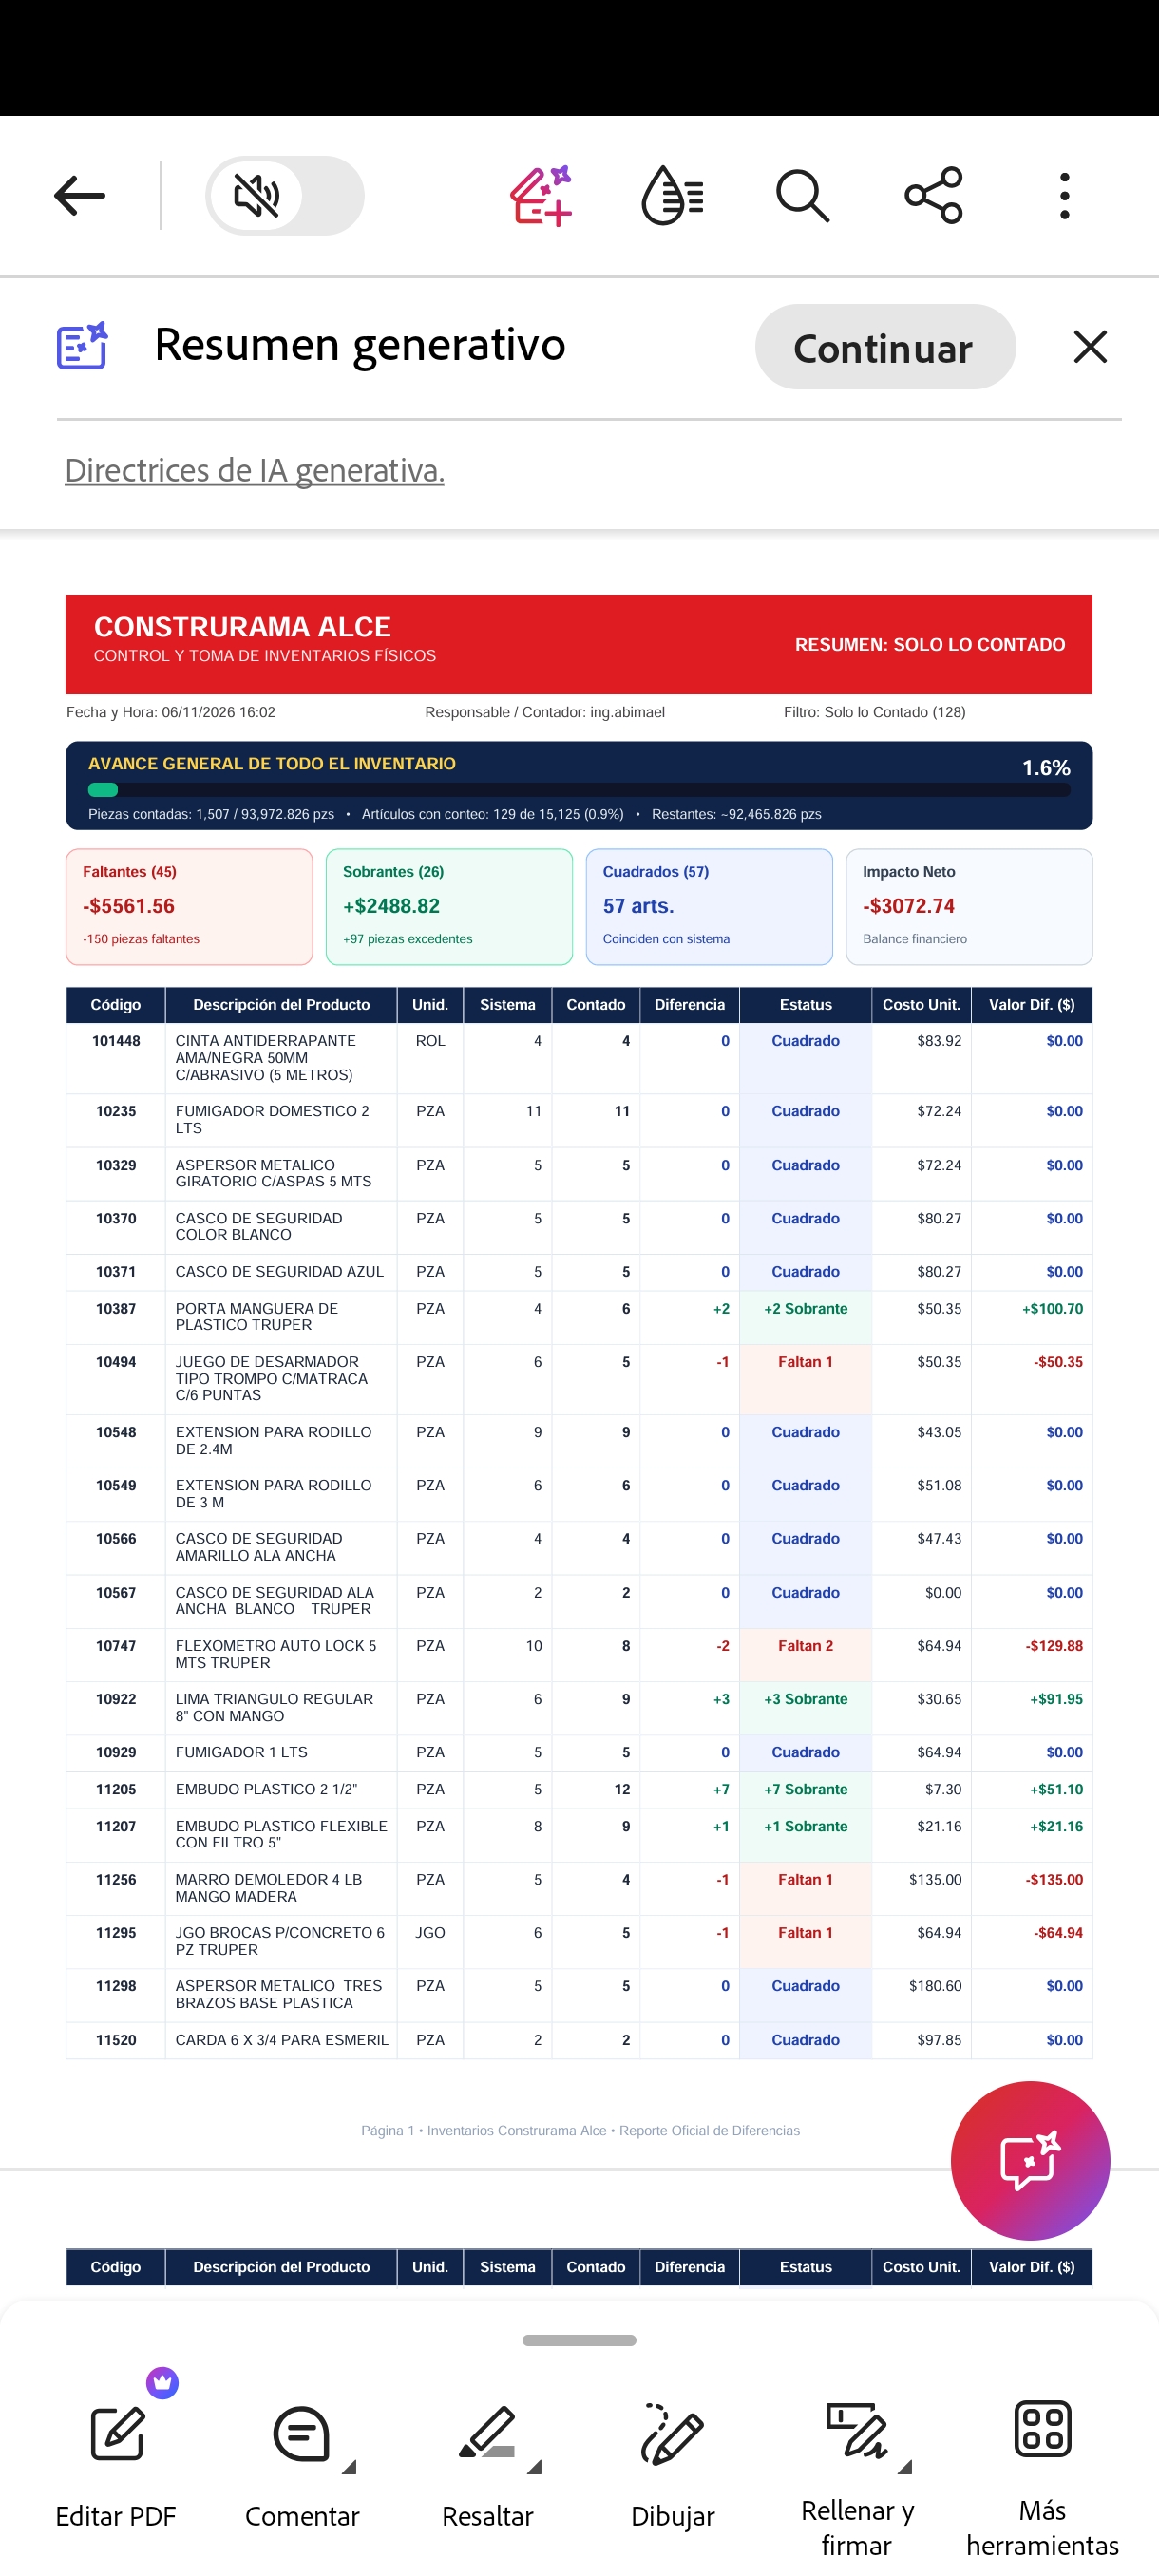 Resumen generativo
Continuar
Directrices de IA generativa.
CONSTRURAMA ALCE
CONTROL Y TOMA DE INVENTARIOS FÍSICOS
RESUMEN: SOLO LO CONTADO
Fecha y Hora: 06/11/2026 16:02 Responsable / Contador: ing.abimael Filtro: Solo lo Contado (128)
AVANCE GENERAL DE TODO EL INVENTARIO 1.6%
Piezas contadas: 1,507 / 93,972.826 pzs • Artículos con conteo: 129 de 15,125 (0.9%) • Restantes: ~92,465.826 pzs
Faltantes (45)
-$5561.56
-150 piezas faltantes
Sobrantes (26)
+$2488.82
+97 piezas excedentes
Cuadrados (57)
57 arts.
Coinciden con sistema
Impacto Neto
-$3072.74
Balance financiero
Código Descripción del Producto Unid. Sistema Contado Diferencia Estatus Costo Unit. Valor Dif. ($)
101448 CINTA ANTIDERRAPANTE ROL 4 4 0 Cuadrado $83.92 $0.00
AMA/NEGRA 50MM
C/ABRASIVO (5 METROS)
10235 FUMIGADOR DOMESTICO 2 PZA 11 11 0 Cuadrado $72.24 $0.00
LTS
10329 ASPERSOR METALICO PZA 5 5 0 Cuadrado $72.24 $0.00
GIRATORIO C/ASPAS 5 MTS
10370 CASCO DE SEGURIDAD PZA 5 5 0 Cuadrado $80.27 $0.00
COLOR BLANCO
10371 CASCO DE SEGURIDAD AZUL PZA 5 5 0 Cuadrado $80.27 $0.00
10387 PORTA MANGUERA DE PZA 4 6 +2 +2 Sobrante $50.35 +$100.70
PLASTICO TRUPER
10494 JUEGO DE DESARMADOR PZA 6 5 -1 Faltan 1 $50.35 -$50.35
TIPO TROMPO C/MATRACA
C/6 PUNTAS
10548 EXTENSION PARA RODILLO PZA 9 9 0 Cuadrado $43.05 $0.00
DE 2.4M
10549 EXTENSION PARA RODILLO PZA 6 6 0 Cuadrado $51.08 $0.00
DE 3 M
10566 CASCO DE SEGURIDAD PZA 4 4 0 Cuadrado $47.43 $0.00
AMARILLO ALA ANCHA
10567 CASCO DE SEGURIDAD ALA PZA 2 2 0 Cuadrado $0.00 $0.00
ANCHA BLANCO TRUPER
10747 FLEXOMETRO AUTO LOCK 5 PZA 10 8 -2 Faltan 2 $64.94 -$129.88
MTS TRUPER
10922 LIMA TRIANGULO REGULAR PZA 6 9 +3 +3 Sobrante $30.65 +$91.95
8" CON MANGO
10929 FUMIGADOR 1 LTS PZA 5 5 0 Cuadrado $64.94 $0.00
11205 EMBUDO PLASTICO 2 1/2" PZA 5 12 +7 +7 Sobrante $7.30 +$51.10
11207 EMBUDO PLASTICO FLEXIBLE PZA 8 9 +1 +1 Sobrante $21.16 +$21.16
CON FILTRO 5"
11256 MARRO DEMOLEDOR 4 LB PZA 5 4 -1 Faltan 1 $135.00 -$135.00
MANGO MADERA
11295 JGO BROCAS P/CONCRETO 6 JGO 6 5 -1 Faltan 1 $64.94 -$64.94
PZ TRUPER
11298 ASPERSOR METALICO TRES PZA 5 5 0 Cuadrado $180.60 $0.00
BRAZOS BASE PLASTICA
11520 CARDA 6 X 3/4 PARA ESMERIL PZA 2 2 0 Cuadrado $97.85 $0.00
Página 1 • Inventarios Construrama Alce • Reporte Oficial de Diferencias
Código Descripción del Producto Unid. Sistema Contado Diferencia Estatus Costo Unit. Valor Dif. ($)
Editar PDF
Comentar
Resaltar
Dibujar
Rellenar y
firmar
Más
herramientas